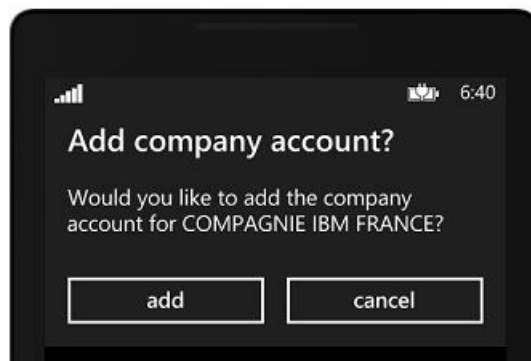 6:40
Add company account?
Would you like to add the company
account for COMPAGNIE IBM FRANCE?
add cancel